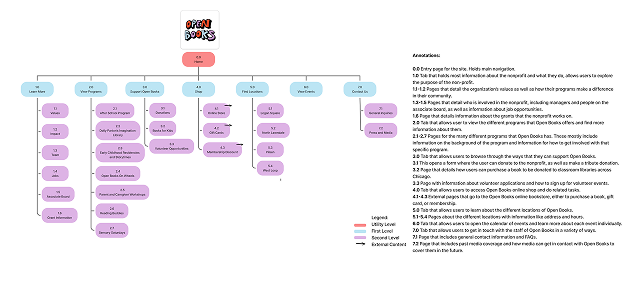 OPEN
BOOKS
0.0
Home
1.0
Learn More
2.0
View Programs
3.0
Support Open Books
4.0
Shop
5.0
Find Locations
6.0
View Events
7.0
Contact Us
1.1
Values
1.2
Impact
1.3
Team
1.4
Jobs
1.5
Associate Board
1.6
Grant Information
2.1
After School Program
2.2
Daily Parton's Imagination
Library
2.3
Early Childhood Residencies
and Storytimes
2.4
Open Books On Wheels
2.5
Parent and Caregiver Workshops
2.6
Reading Buddies
2.7
Sensory Storytimes
3.1
Donations
3.2
Books for Kids
3.3
Volunteer Opportunities
4.1
Online Store
4.2
Gift Cards
4.3
Membership/Discount
5.1
Logan Square
5.2
North Lawndale
5.3
Pilsen
5.4
West Loop
7.1
General Inquiries
7.2
Press and Media
Legend:
Utility Level
First Level
Second Level
External Content
Annotations:
0.0 Entry page for the site. Holds main navigation.
1.0 Tab that holds most information about the nonprofit and what they do, allows users to explore
the purpose of the non-profit.
1.1-1.2 Pages that detail the organization's values as well as how their programs make a difference
in their community.
1.3-1.5 Pages that detail who is involved in the nonprofit, including managers and people on the
associate board, as well as information about job opportunities.
1.6 Page that details information about the grants that the nonprofit works on.
2.0 Tab that allows user to view the different programs that Open Books offers and find more
information about them.
2.1-2.7 Pages for the many different programs that Open Books has. These mostly include
information on the background of the program and information for how to get involved with that
specific program.
3.0 Tab that allows users to browse through the ways that they can support Open Books.
3.1 This opens a form where the user can donate to the nonprofit, as well as make a tribute donation.
3.2 Page that details how users can purchase a book to be donated to classroom libraries across
Chicago.
3.3 Page with information about volunteer applications and how to sign up for volunteer events.
4.0 Tab that allows users to access Open Books online shop and do related tasks.
4.1-4.3 External pages that go to the Open Books online bookstore, either to purchase a book, gift
card, or membership.
5.0 Tab that allows users to learn about the different locations of Open Books.
5.1-5.4 Pages about the different locations with information like address and hours.
6.0 Tab that allows users to open the calendar of events and learn more about each event individually.
7.0 Tab that allows users to get in touch with the staff of Open Books in a variety of ways.
7.1 Page that includes general contact information and FAQs.
7.2 Page that includes past media coverage and how media can get in contact with Open Books to
cover them in the future.